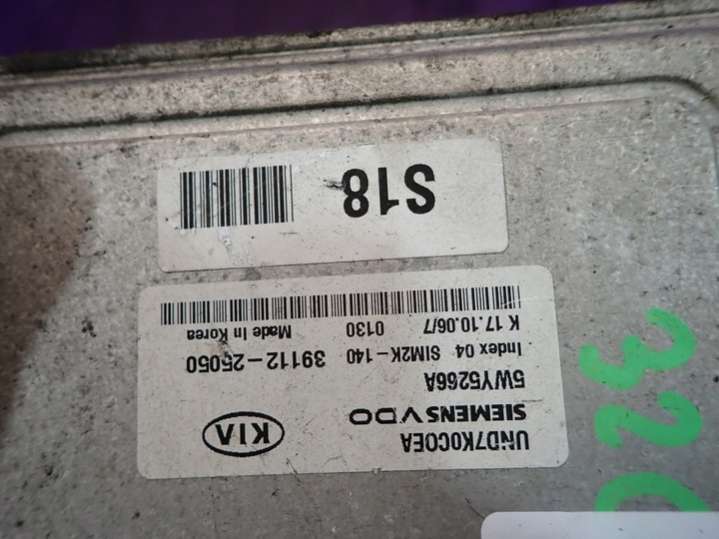 UND7K0C0EA
SIEMENS VDO
KIA
5WY5266A
Index 04 SIM2K-140 39112-25050
K 17.10.06/7 0130 Made In Korea
S18